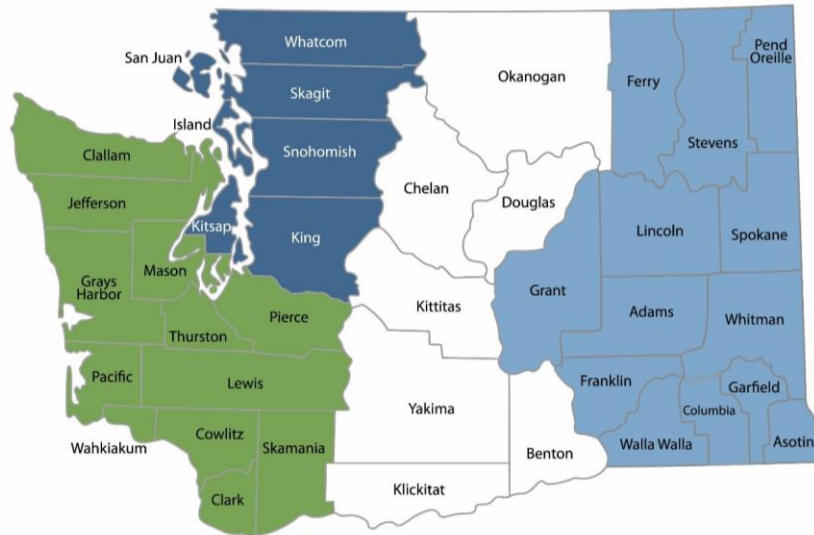 Whatcom
San Juan
Okanogan
Pend
Oreille
Ferry
Skagit
Island
Stevens
Clallam
Snohomish
Chelan
Douglas
Jefferson
Kitsap
King
Lincoln
Spokane
Mason
Grays
Harbor
Grant
Kittitas
Adams
Pierce
Whitman
Thurston
Pacific
Lewis
Franklin
Garfield
Yakima
Columbia
Cowlitz
Skamania
Wahkiakum
Walla Walla
Asotin
Benton
Klickitat
Clark